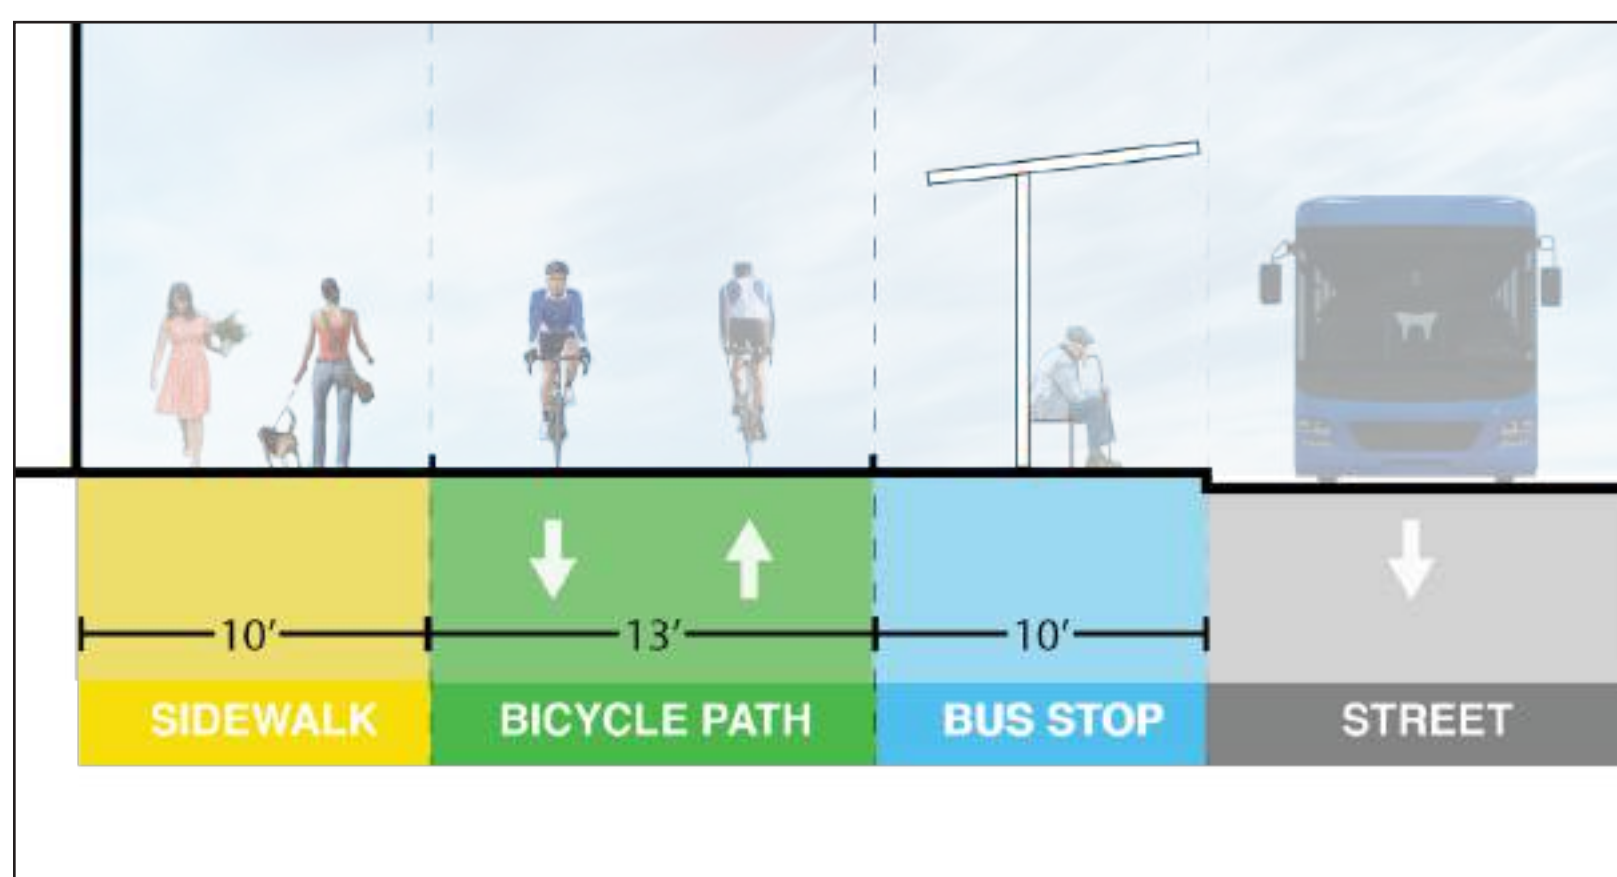 10′
13′
10′
SIDEWALK
BICYCLE PATH
BUS STOP
STREET